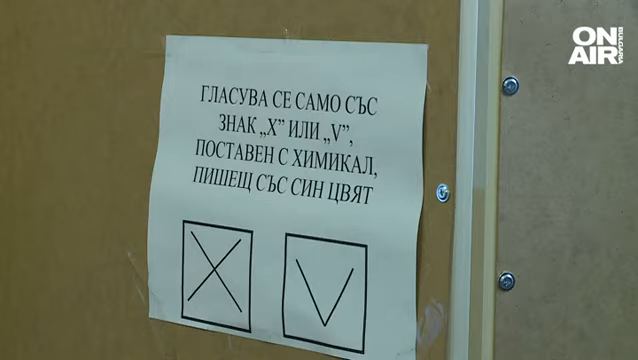 ГЛАСУВА СЕ САМО СЪС
ЗНАК „X” ИЛИ „V”,
ПОСТАВЕН С ХИМИКАЛ,
ПИШЕЩ СЪС СИН ЦВЯТ
X V
ON
AIR
BULGARIA